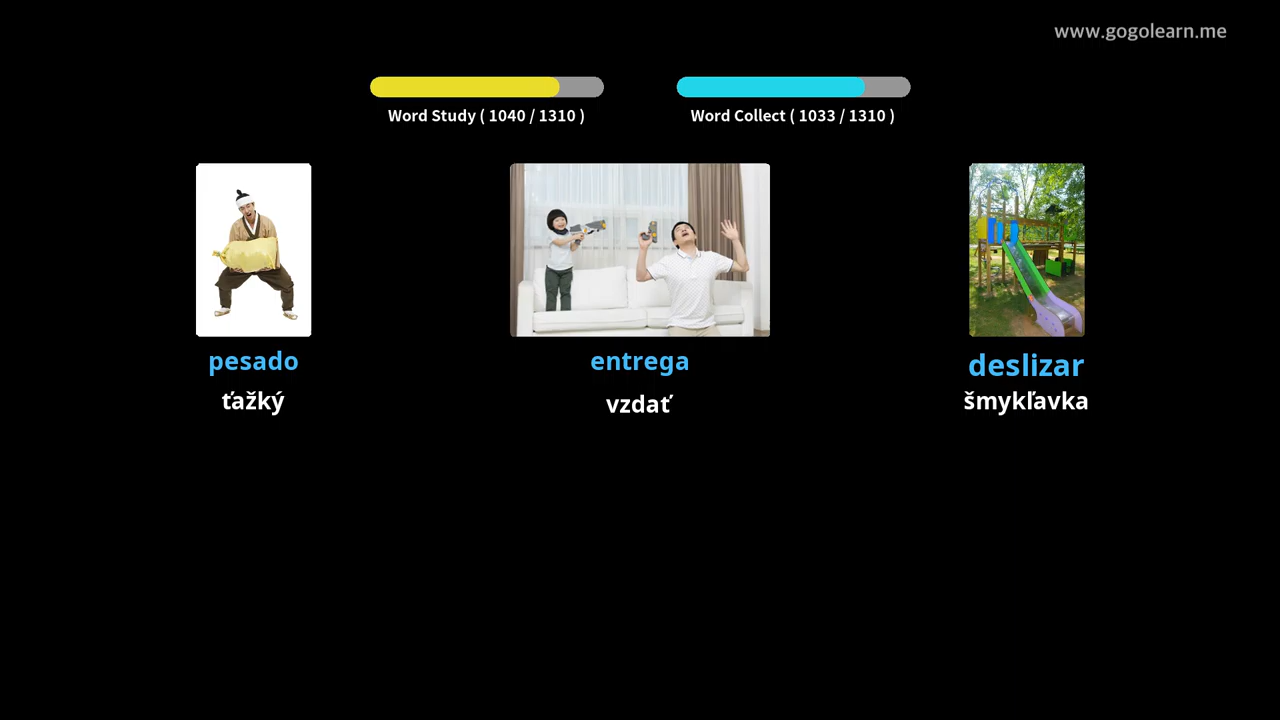 www.gogolearn.me
Word Study ( 1040 / 1310 )
Word Collect ( 1033 / 1310 )
pesado
entrega
deslizar
ťažký
vzdať
šmykľavka